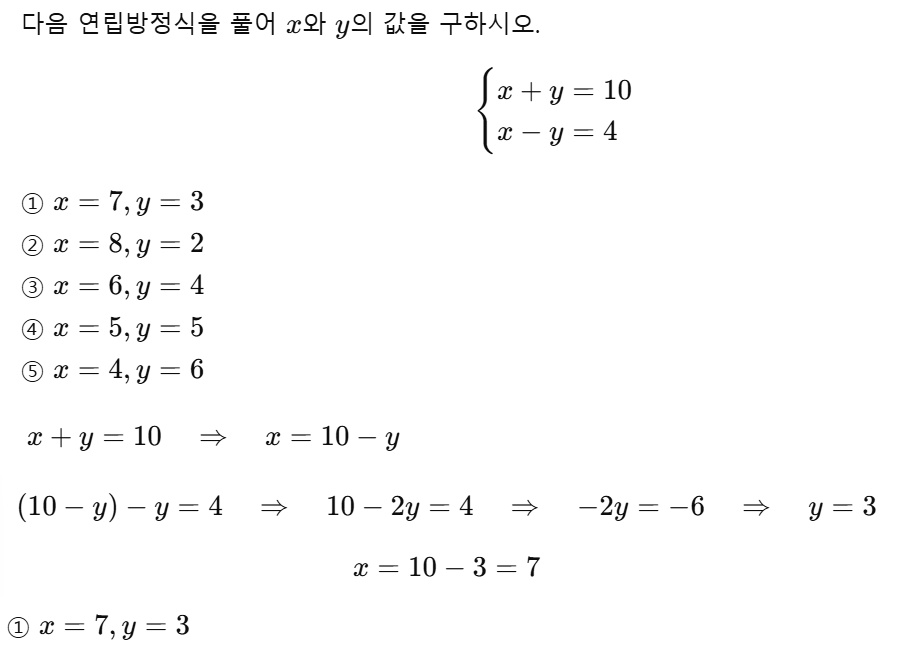 다음 연립방정식을 풀어 x와 y의 값을 구하시오.
x + y = 10
x − y = 4
① x = 7, y = 3
② x = 8, y = 2
③ x = 6, y = 4
④ x = 5, y = 5
⑤ x = 4, y = 6
x + y = 10 ⇒ x = 10 − y
(10 − y) − y = 4 ⇒ 10 − 2y = 4 ⇒ −2y = −6 ⇒ y = 3
x = 10 − 3 = 7
① x = 7, y = 3